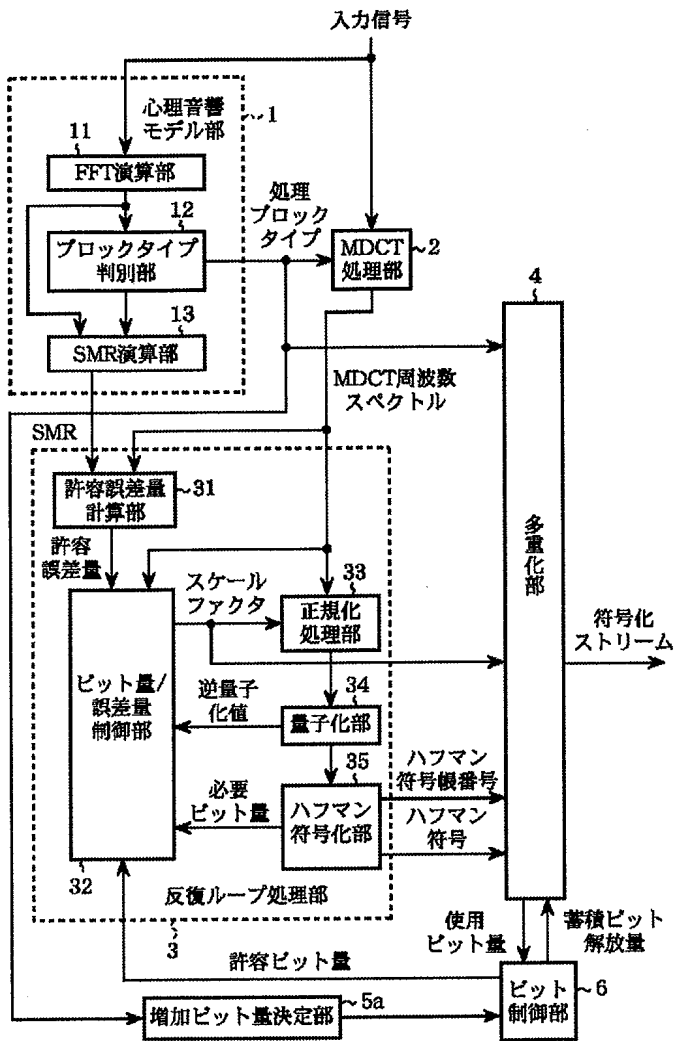 入力信号
心理音響
モデル部
1
11
FFT演算部
12
ブロックタイプ
判別部
13
SMR演算部
処理
ブロック
タイプ
MDCT
処理部
2
4
多重化部
MDCT周波数
スペクトル
SMR
許容誤差量
計算部
31
許容
誤差量
スケール
ファクタ
33
正規化
処理部
ビット量/
誤差量
制御部
32
逆量子
化値
34
量子化部
35
必要
ビット量
ハフマン
符号化部
ハフマン
符号帳番号
ハフマン
符号
符号化
ストリーム
反復ループ処理部
3
使用
ビット量
蓄積ビット
解放量
許容ビット量
ビット
制御部
6
増加ビット量決定部
5a